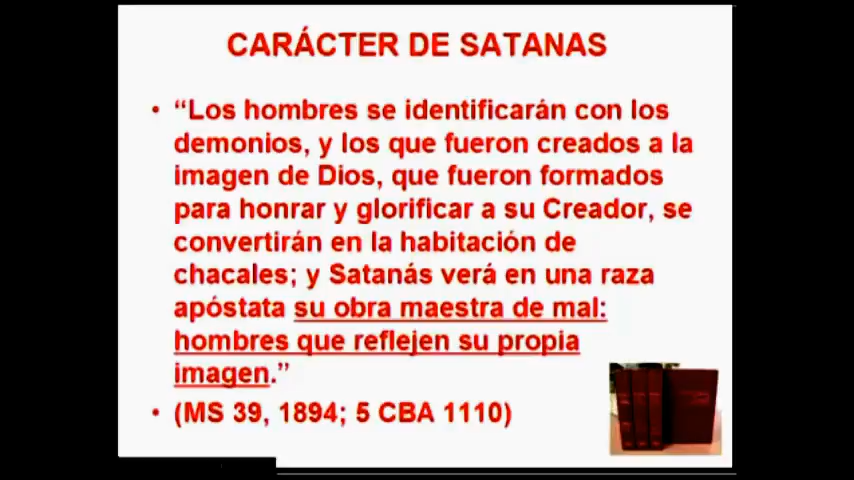 CARÁCTER DE SATANAS
• “Los hombres se identificarán con los
demonios, y los que fueron creados a la
imagen de Dios, que fueron formados
para honrar y glorificar a su Creador, se
convertirán en la habitación de
chacales; y Satanás verá en una raza
apóstata su obra maestra de mal:
hombres que reflejen su propia
imagen.”
• (MS 39, 1894; 5 CBA 1110)